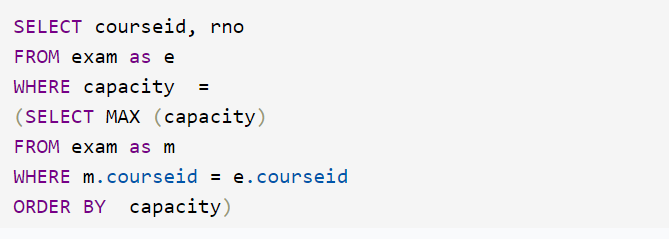 SELECT courseid, rno
FROM exam as e
WHERE capacity  =
(SELECT MAX (capacity)
FROM exam as m
WHERE m.courseid = e.courseid
ORDER BY  capacity)